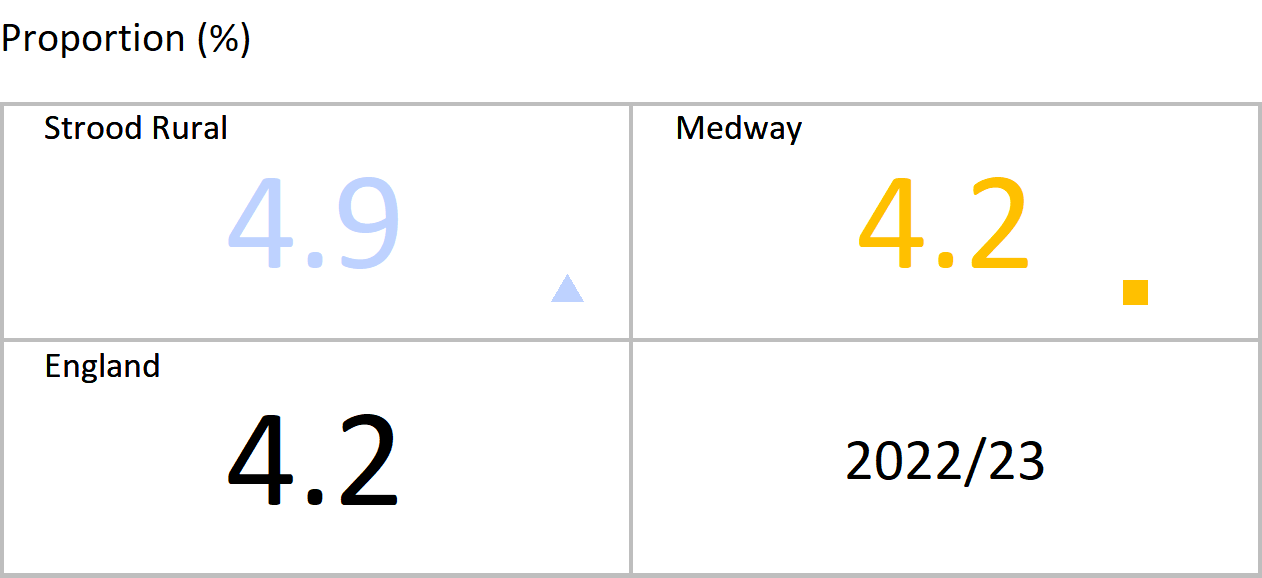 Proportion (%)
Strood Rural
4.9
Medway
4.2
England
4.2
2022/23